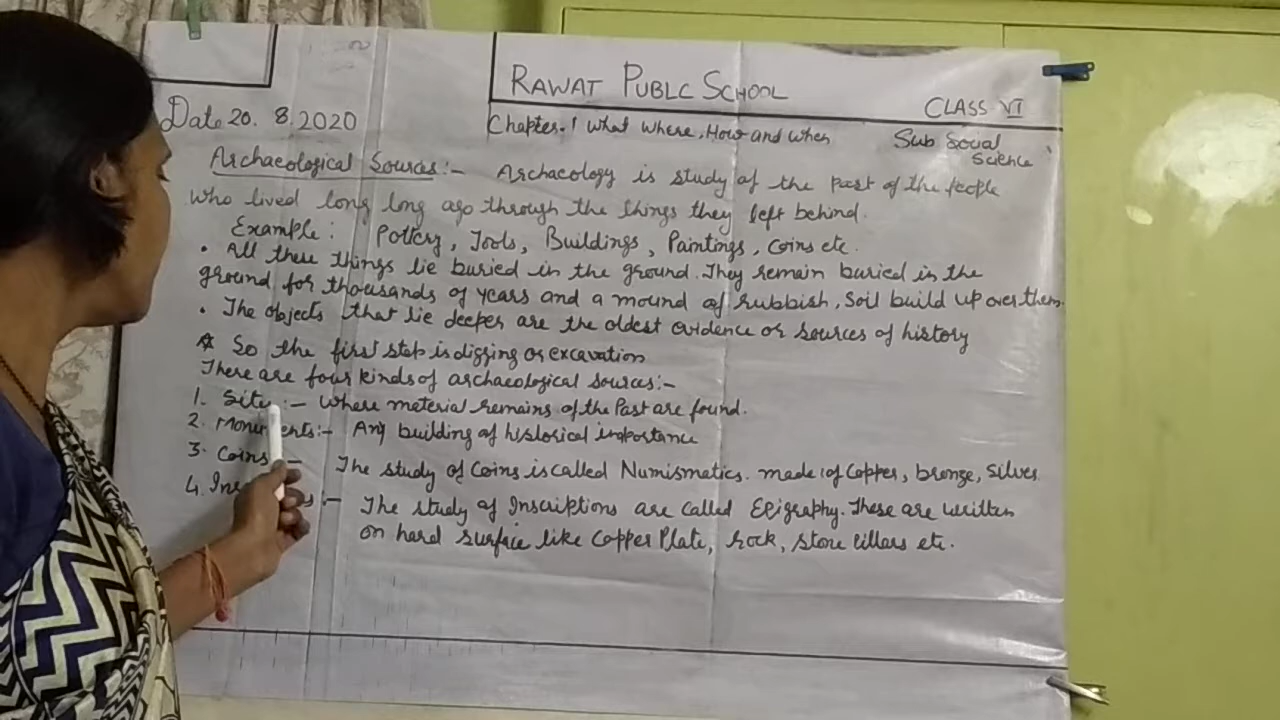 RAWAT PUBLC SCHOOL
CLASS VI
Date 20. 8.2020
Chapter.1 What Where, How and When
Sub Social
Science
Archaeological Sources:- Archaeology is study of the past of the people
who lived long long ago through the things they left behind.
Example: Pottery, Tools, Buildings, Paintings, coins etc.
• All these things lie buried in the ground. They remain buried in the
ground for thousands of years and a mound of rubbish, soil build up over them.
• The objects that lie deeper are the oldest evidence or sources of history
* So the first step is digging or excavation
There are four kinds of archaeological sources:-
1. Site:- Where material remains of the Past are found.
2. Monuments:- Any building of historical importance
3. Coins:- The study of Coins is called Numismatics. made of Copper, bronze, Silver
4. :- The study of Inscriptions are called Epigraphy. These are written
on hard surface like Copper Plate, rock, stone pillars etc.